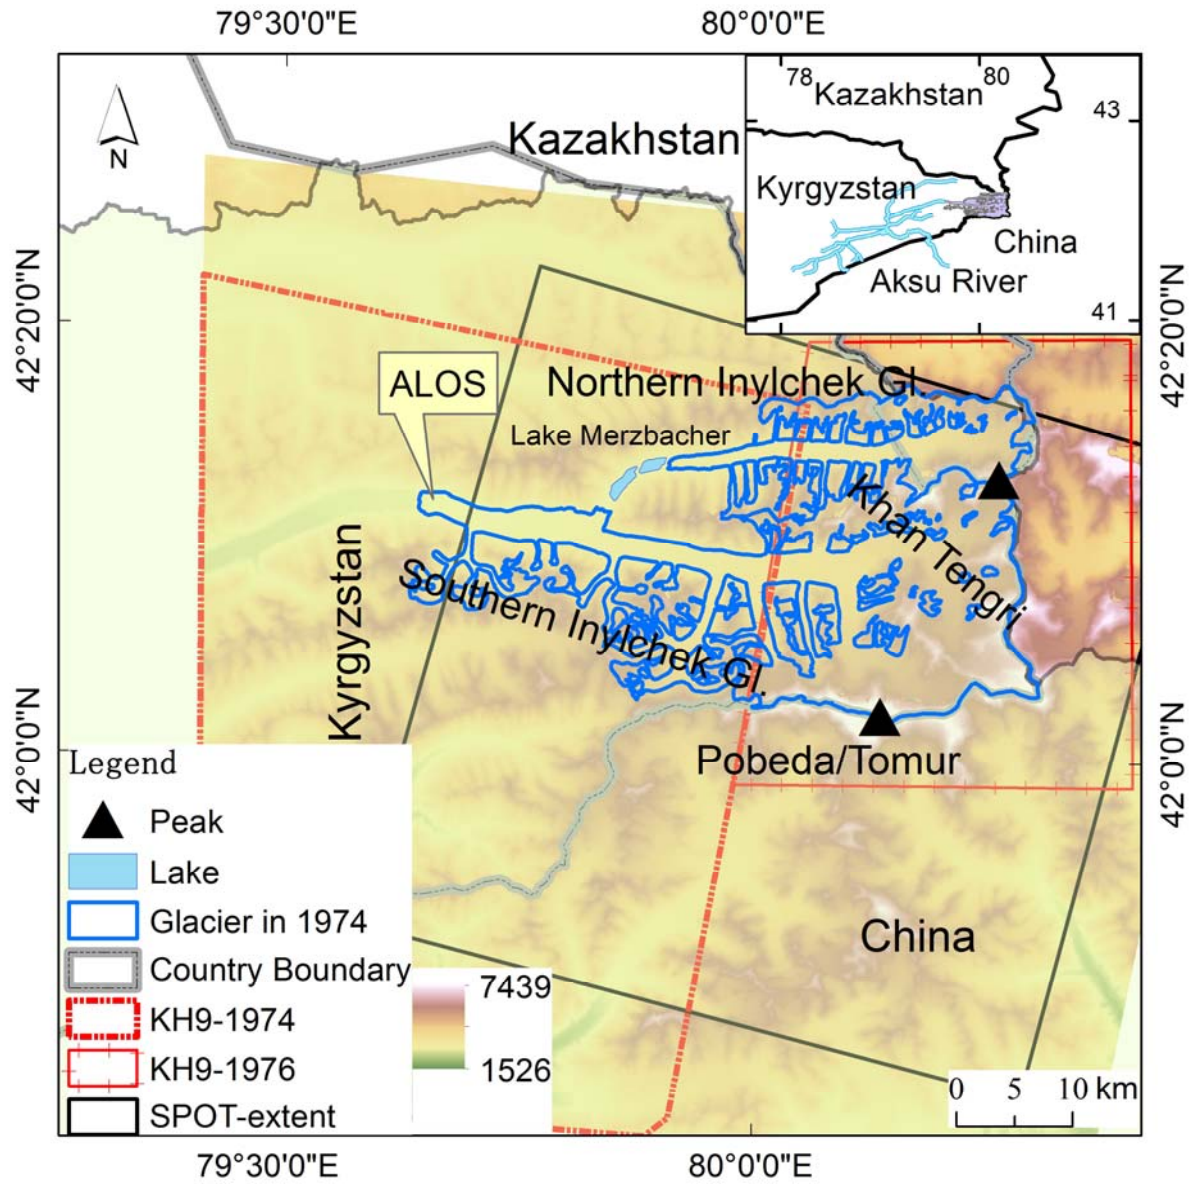 79°30'0"E
80°0'0"E
78
80
Kazakhstan
43
Kazakhstan
N
Kyrgyzstan
China
Aksu River
41
42°20'0"N
42°20'0"N
ALOS
Northern Inylchek Gl.
Lake Merzbacher
Khan Tengri
Kyrgyzstan
Southern Inylchek Gl.
42°0'0"N
42°0'0"N
Pobeda/Tomur
Legend
Peak
Lake
Glacier in 1974
Country Boundary
KH9-1974
KH9-1976
SPOT-extent
7439
1526
China
0 5 10 km
79°30'0"E
80°0'0"E